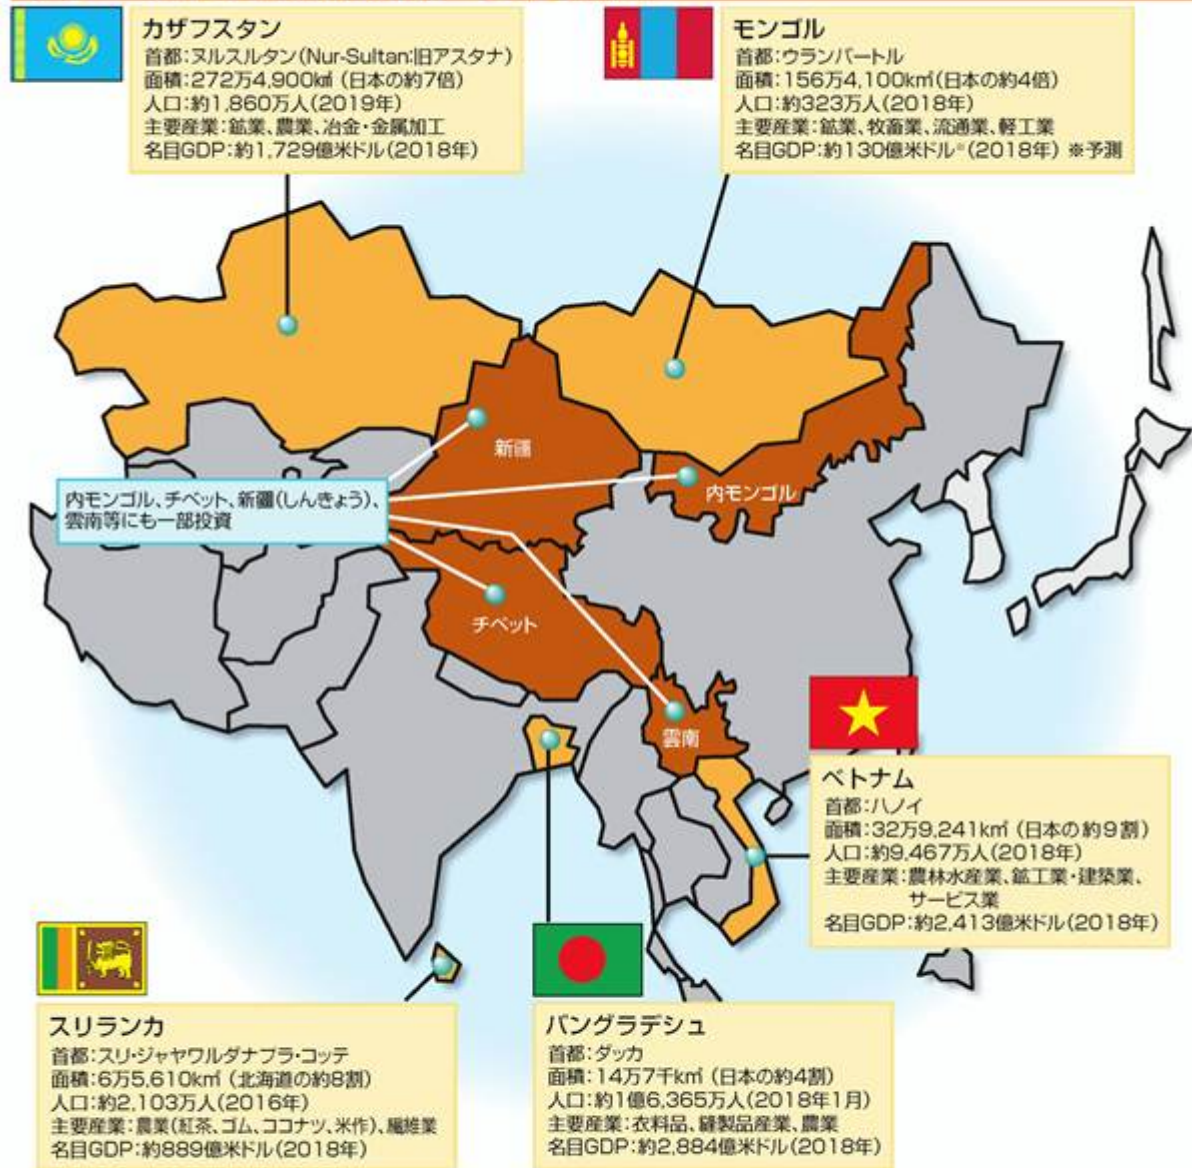 カザフスタン
首都:ヌルスルタン(Nur-Sultan:旧アスタナ)
面積:272万4,900㎢ (日本の約7倍)
人口:約1,860万人(2019年)
主要産業:鉱業、農業、冶金・金属加工
名目GDP:約1,729億米ドル(2018年)
モンゴル
首都:ウランバートル
面積:156万4,100k㎡(日本の約4倍)
人口:約323万人(2018年)
主要産業:鉱業、牧畜業、流通業、軽工業
名目GDP:約130億米ドル※(2018年) ※予測
新疆
内モンゴル
内モンゴル、チベット、新疆(しんきょう)、
雲南等にも一部投資
チベット
雲南
ベトナム
首都:ハノイ
面積:32万9,241k㎡ (日本の約9割)
人口:約9,467万人(2018年)
主要産業:農林水産業、鉱工業・建築業、
サービス業
名目GDP:約2,413億米ドル(2018年)
スリランカ
首都:スリ・ジャヤワルダナプラ・コッテ
面積:6万5,610k㎡ (北海道の約8割)
人口:約2,103万人(2016年)
主要産業:農業(紅茶、ゴム、ココナツ、米作)、繊維業
名目GDP:約889億米ドル(2018年)
バングラデシュ
首都:ダッカ
面積:14万7千k㎡ (日本の約4割)
人口:約1億6,365万人(2018年1月)
主要産業:衣料品、縫製品産業、農業
名目GDP:約2,884億米ドル(2018年)